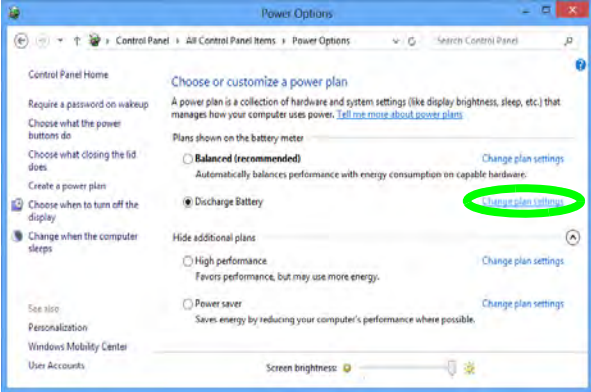 Power Options
Control Panel › All Control Panel Items › Power Options
Search Control Panel
Control Panel Home
Require a password on wakeup
Choose what the power
buttons do
Choose what closing the lid
does
Create a power plan
Choose when to turn off the
display
Change when the computer
sleeps
See also
Personalization
Windows Mobility Center
User Accounts
Choose or customize a power plan
A power plan is a collection of hardware and system settings (like display brightness, sleep, etc.) that
manages how your computer uses power. Tell me more about power plans
Plans shown on the battery meter
Balanced (recommended) Change plan settings
Automatically balances performance with energy consumption on capable hardware.
Discharge Battery Change plan settings
Hide additional plans
High performance Change plan settings
Favors performance, but may use more energy.
Power saver Change plan settings
Saves energy by reducing your computer's performance where possible.
Screen brightness: